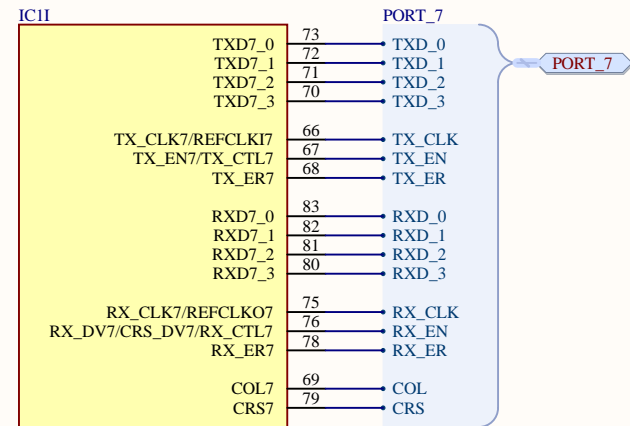 IC1I PORT_7
TXD7_0 73 TXD_0
TXD7_1 72 TXD_1 PORT_7
TXD7_2 71 TXD_2
TXD7_3 70 TXD_3
TX_CLK7/REFCLKI7 66 TX_CLK
TX_EN7/TX_CTL7 67 TX_EN
TX_ER7 68 TX_ER
RXD7_0 83 RXD_0
RXD7_1 82 RXD_1
RXD7_2 81 RXD_2
RXD7_3 80 RXD_3
RX_CLK7/REFCLKO7 75 RX_CLK
RX_DV7/CRS_DV7/RX_CTL7 76 RX_EN
RX_ER7 78 RX_ER
COL7 69 COL
CRS7 79 CRS